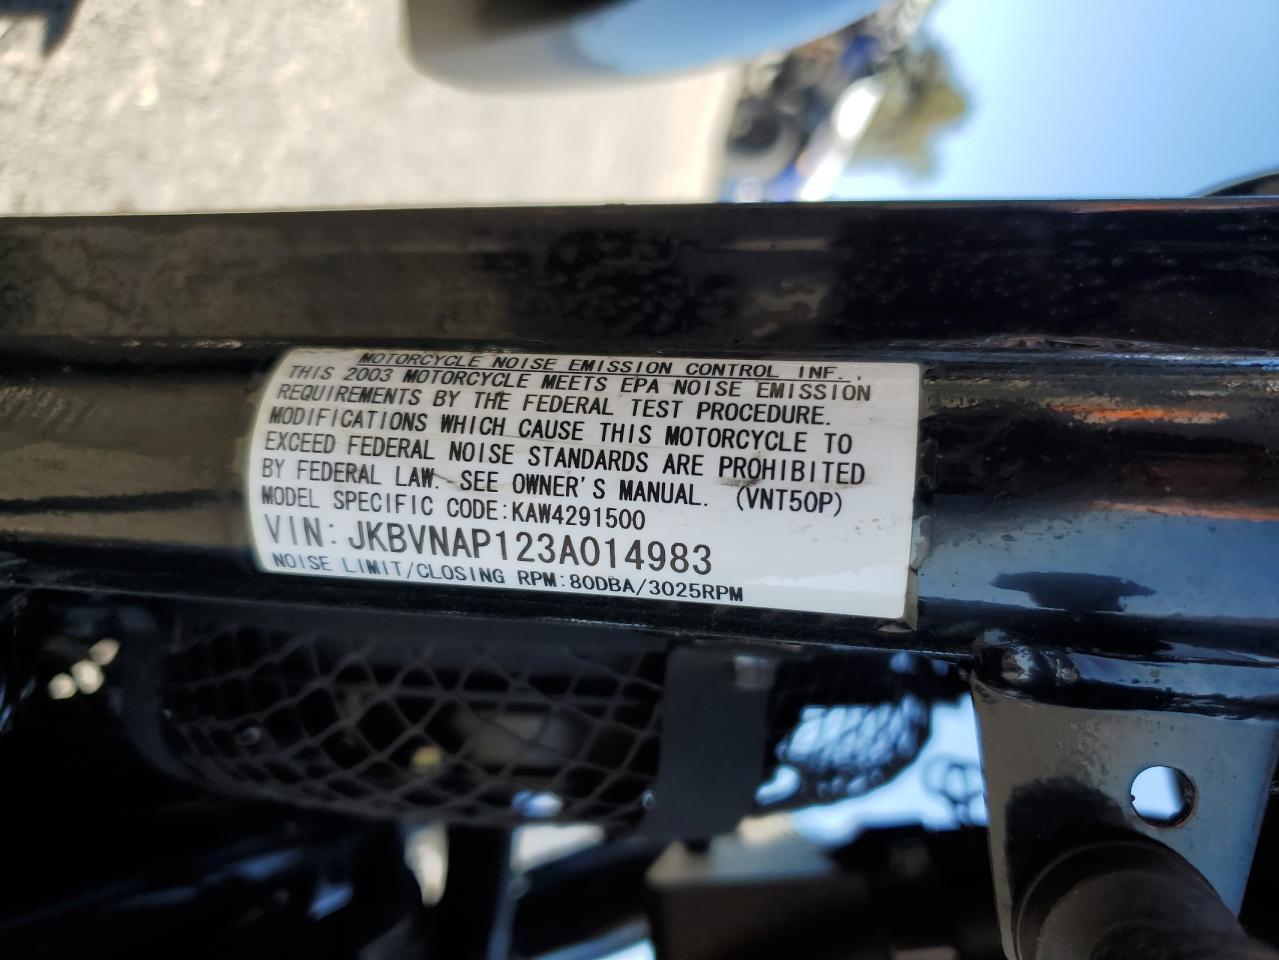 MOTORCYCLE NOISE EMISSION CONTROL INF.,
THIS 2003 MOTORCYCLE MEETS EPA NOISE EMISSION
REQUIREMENTS BY THE FEDERAL TEST PROCEDURE.
MODIFICATIONS WHICH CAUSE THIS MOTORCYCLE TO
EXCEED FEDERAL NOISE STANDARDS ARE PROHIBITED
BY FEDERAL LAW. SEE OWNER'S MANUAL. (VNT50P)
MODEL SPECIFIC CODE:KAW4291500
VIN: JKBVNAP123A014983
NOISE LIMIT/CLOSING RPM:80DBA/3025RPM